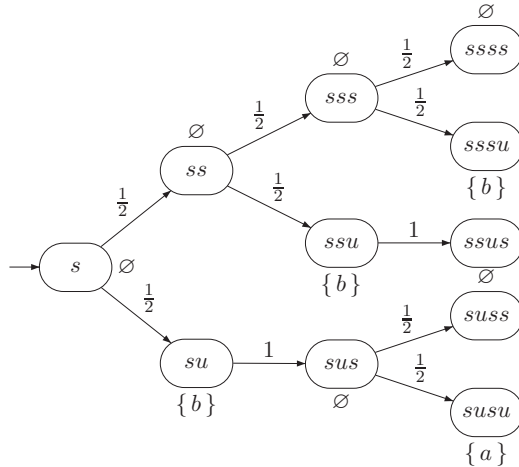 ∅
ssss
1/2
∅
sss
1/2
1/2
sssu
∅
{b}
ss
1/2
1/2
ssu
1
ssus
{b}
∅
s
∅
1/2
1/2
suss
su
1
sus
{b}
∅
1/2
susu
{a}